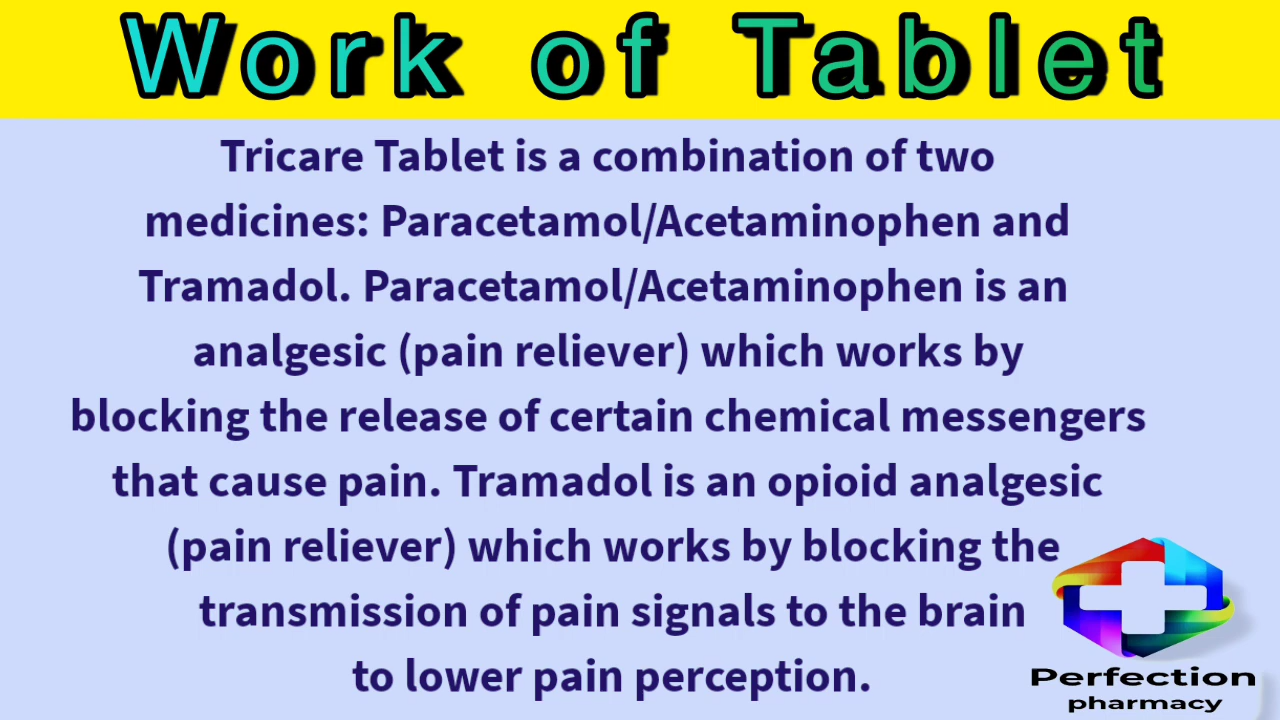 Work of Tablet
Tricare Tablet is a combination of two
medicines: Paracetamol/Acetaminophen and
Tramadol. Paracetamol/Acetaminophen is an
analgesic (pain reliever) which works by
blocking the release of certain chemical messengers
that cause pain. Tramadol is an opioid analgesic
(pain reliever) which works by blocking the
transmission of pain signals to the brain
to lower pain perception.
Perfection
pharmacy